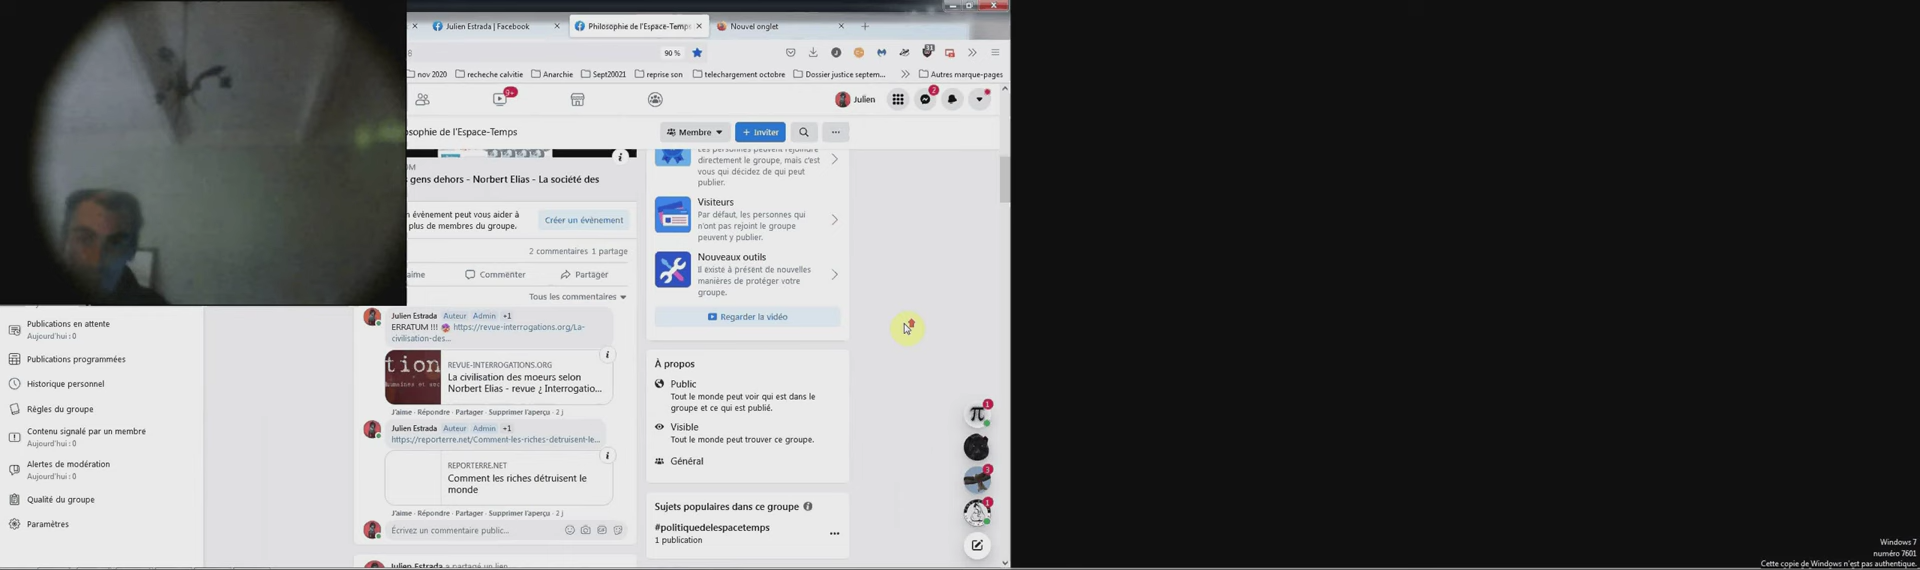 Julien Estrada | Facebook
Philosophie de l'Espace-Temps
Nouvel onglet
90 %
nov 2020
recheche calvitie
Anarchie
Sept20021
reprise son
telechargement octobre
Dossier justice septem...
Autres marque-pages
9+
Julien
2
sophie de l'Espace-Temps
Membre
+ Inviter
gens dehors - Norbert Elias - La société des
n évènement peut vous aider à
plus de membres du groupe.
Créer un évènement
2 commentaires 1 partage
aime
Commenter
Partager
Tous les commentaires
Julien Estrada Auteur Admin +1
ERRATUM !!! https://revue-interrogations.org/La-
civilisation-des...
tion
REVUE-INTERROGATIONS.ORG
La civilisation des moeurs selon
Norbert Elias - revue ¿ Interrogatio...
J'aime · Répondre · Partager · Supprimer l'aperçu · 2 j
Julien Estrada Auteur Admin +1
https://reporterre.net/Comment-les-riches-detruisent-le...
REPORTERRE.NET
Comment les riches détruisent le
monde
J'aime · Répondre · Partager · Supprimer l'aperçu · 2 j
Écrivez un commentaire public...
Julien Estrada a partagé un lien
Publications en attente
Aujourd'hui : 0
Publications programmées
Historique personnel
Règles du groupe
Contenu signalé par un membre
Aujourd'hui : 0
Alertes de modération
Aujourd'hui : 0
Qualité du groupe
Paramètres
Les personnes peuvent rejoindre
directement le groupe, mais c'est
vous qui décidez de qui peut
publier.
Visiteurs
Par défaut, les personnes qui
n'ont pas rejoint le groupe
peuvent y publier.
Nouveaux outils
Il existe à présent de nouvelles
manières de protéger votre
groupe.
Regarder la vidéo
À propos
Public
Tout le monde peut voir qui est dans le
groupe et ce qui est publié.
Visible
Tout le monde peut trouver ce groupe.
Général
Sujets populaires dans ce groupe
#politiquedelespacetemps
1 publication
1
π
3
1
Windows 7
numéro 7601
Cette copie de Windows n'est pas authentique.